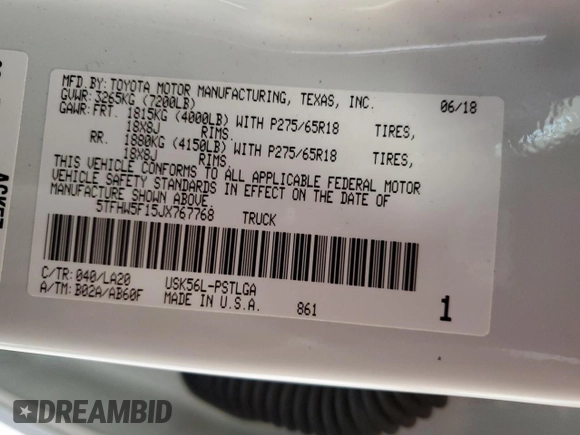 MFD.BY: TOYOTA MOTOR MANUFACTURING, TEXAS, INC. 06/18
GVWR: 3265KG (7200LB)
GAWR: FRT. 1815KG (4000LB) WITH P275/65R18 TIRES,
18X8J RIMS.
RR. 1880KG (4150LB) WITH P275/65R18 TIRES,
18X8J RIMS.
THIS VEHICLE CONFORMS TO ALL APPLICABLE FEDERAL MOTOR
VEHICLE SAFETY STANDARDS IN EFFECT ON THE DATE OF
MANUFACTURE SHOWN ABOVE.
5TFHW5F15JX767768 TRUCK
C/TR: 040/LA20 USK56L-PSTLGA
A/TM: B02A/AB60F MADE IN U.S.A. 861 1
DREAMBID